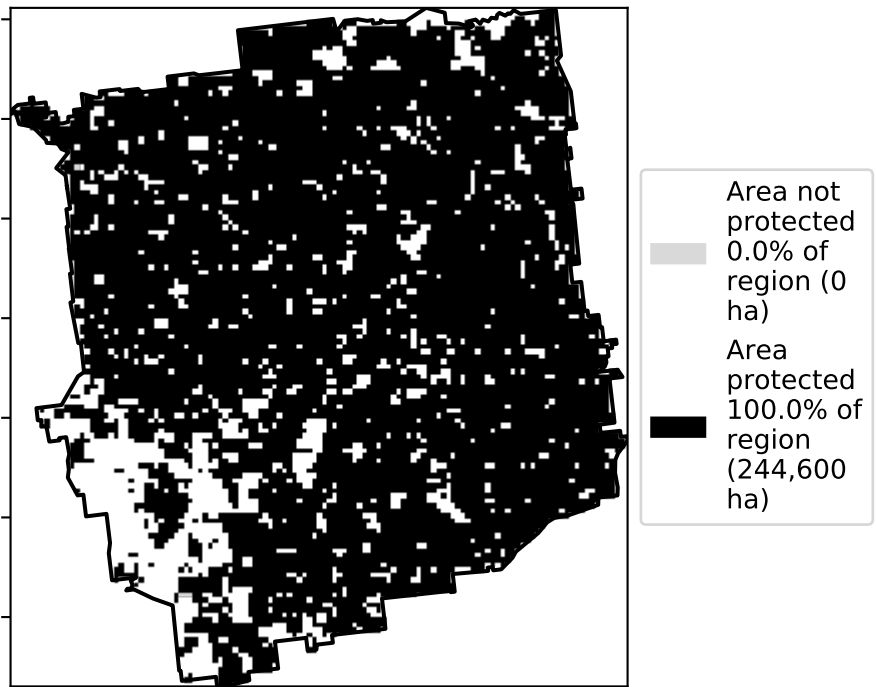 Area not
protected
0.0% of
region (0
ha)
Area
protected
100.0% of
region
(244,600
ha)